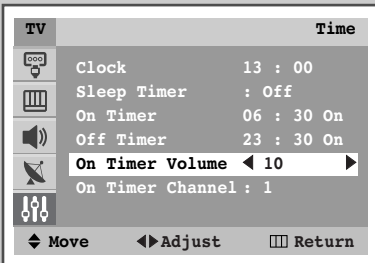 TV Time
Clock 13 : 00
Sleep Timer : Off
On Timer 06 : 30 On
Off Timer 23 : 30 On
On Timer Volume ◀ 10 ▶
On Timer Channel : 1
Move Adjust Return